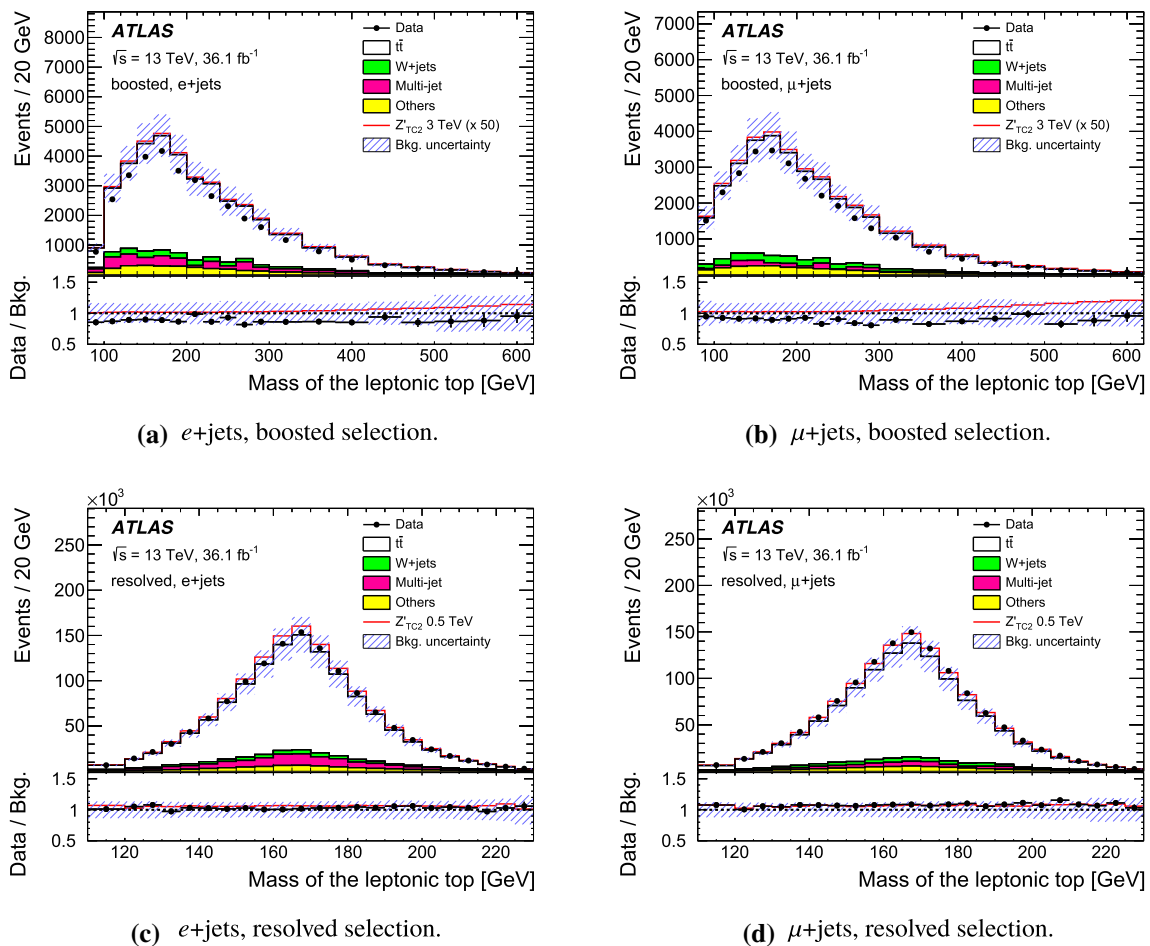 ATLAS
√s = 13 TeV, 36.1 fb-1
boosted, e+jets
Data
tt̄
W+jets
Multi-jet
Others
Z'TC2 3 TeV (x 50)
Bkg. uncertainty
Events / 20 GeV
8000
7000
6000
5000
4000
3000
2000
1000
Data / Bkg.
1.5
1
0.5
100 200 300 400 500 600
Mass of the leptonic top [GeV]
(a) e+jets, boosted selection.
ATLAS
√s = 13 TeV, 36.1 fb-1
boosted, μ+jets
Data
tt̄
W+jets
Multi-jet
Others
Z'TC2 3 TeV (x 50)
Bkg. uncertainty
Events / 20 GeV
7000
6000
5000
4000
3000
2000
1000
Data / Bkg.
1.5
1
0.5
100 200 300 400 500 600
Mass of the leptonic top [GeV]
(b) μ+jets, boosted selection.
×10³
ATLAS
√s = 13 TeV, 36.1 fb-1
resolved, e+jets
Data
tt̄
W+jets
Multi-jet
Others
Z'TC2 0.5 TeV
Bkg. uncertainty
Events / 20 GeV
250
200
150
100
50
Data / Bkg.
1.5
1
0.5
120 140 160 180 200 220
Mass of the leptonic top [GeV]
(c) e+jets, resolved selection.
×10³
ATLAS
√s = 13 TeV, 36.1 fb-1
resolved, μ+jets
Data
tt̄
W+jets
Multi-jet
Others
Z'TC2 0.5 TeV
Bkg. uncertainty
Events / 20 GeV
250
200
150
100
50
Data / Bkg.
1.5
1
0.5
120 140 160 180 200 220
Mass of the leptonic top [GeV]
(d) μ+jets, resolved selection.